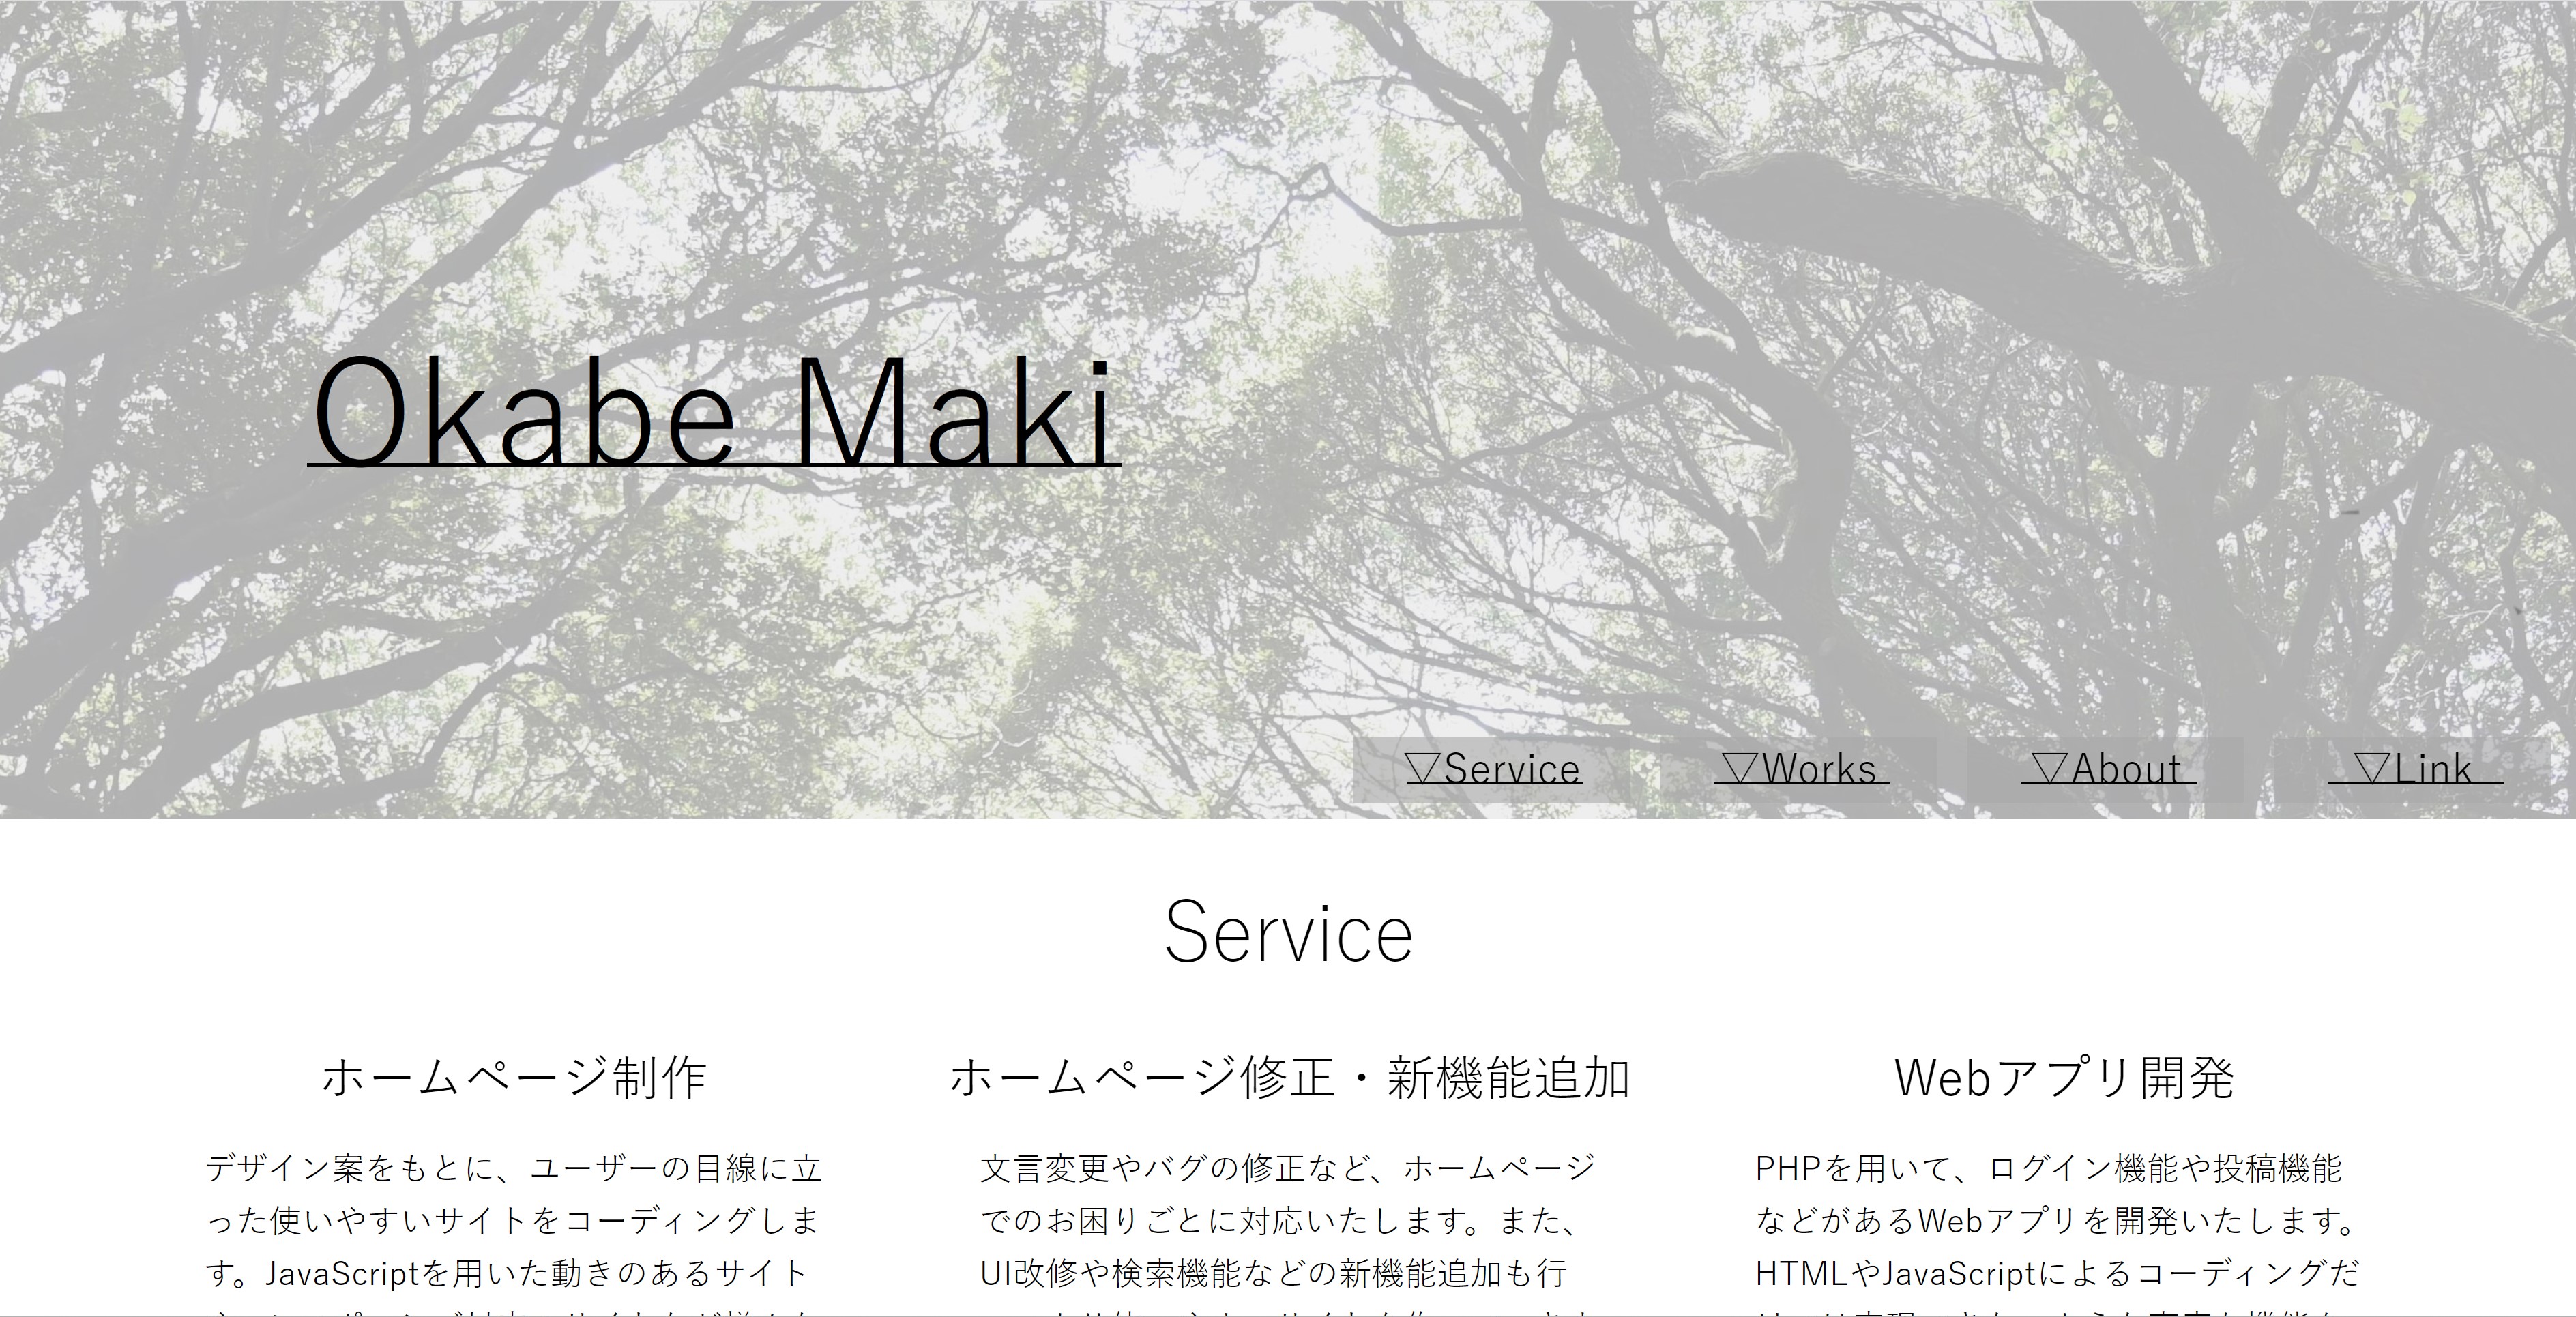 Okabe Maki
▽Service ▽Works ▽About ▽Link
Service
ホームページ制作
デザイン案をもとに、ユーザーの目線に立
った使いやすいサイトをコーディングしま
す。JavaScriptを用いた動きのあるサイト
ホームページ修正・新機能追加
文言変更やバグの修正など、ホームページ
でのお困りごとに対応いたします。また、
UI改修や検索機能などの新機能追加も行
Webアプリ開発
PHPを用いて、ログイン機能や投稿機能
などがあるWebアプリを開発いたします。
HTMLやJavaScriptによるコーディングだ